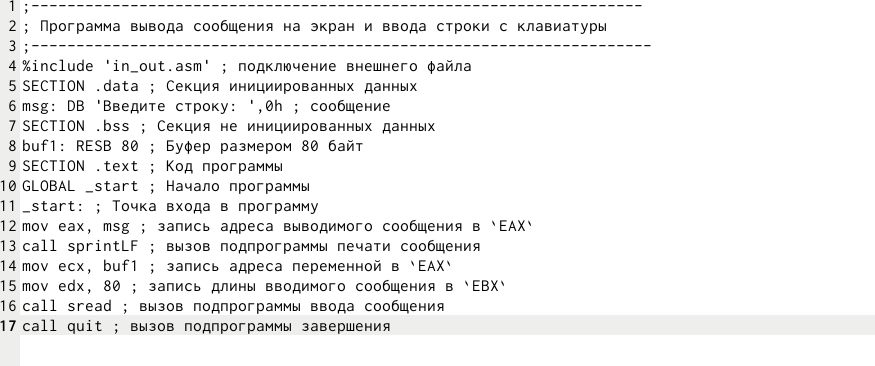 1 ;--------------------------------------------------------------------
2 ; Программа вывода сообщения на экран и ввода строки с клавиатуры
3 ;---------------------------------------------------------------------
4 %include 'in_out.asm' ; подключение внешнего файла
5 SECTION .data ; Секция инициированных данных
6 msg: DB 'Введите строку: ',0h ; сообщение
7 SECTION .bss ; Секция не инициированных данных
8 buf1: RESB 80 ; Буфер размером 80 байт
9 SECTION .text ; Код программы
10 GLOBAL _start ; Начало программы
11 _start: ; Точка входа в программу
12 mov eax, msg ; запись адреса выводимого сообщения в `EAX`
13 call sprintLF ; вызов подпрограммы печати сообщения
14 mov ecx, buf1 ; запись адреса переменной в `EAX`
15 mov edx, 80 ; запись длины вводимого сообщения в `EBX`
16 call sread ; вызов подпрограммы ввода сообщения
17 call quit ; вызов подпрограммы завершения